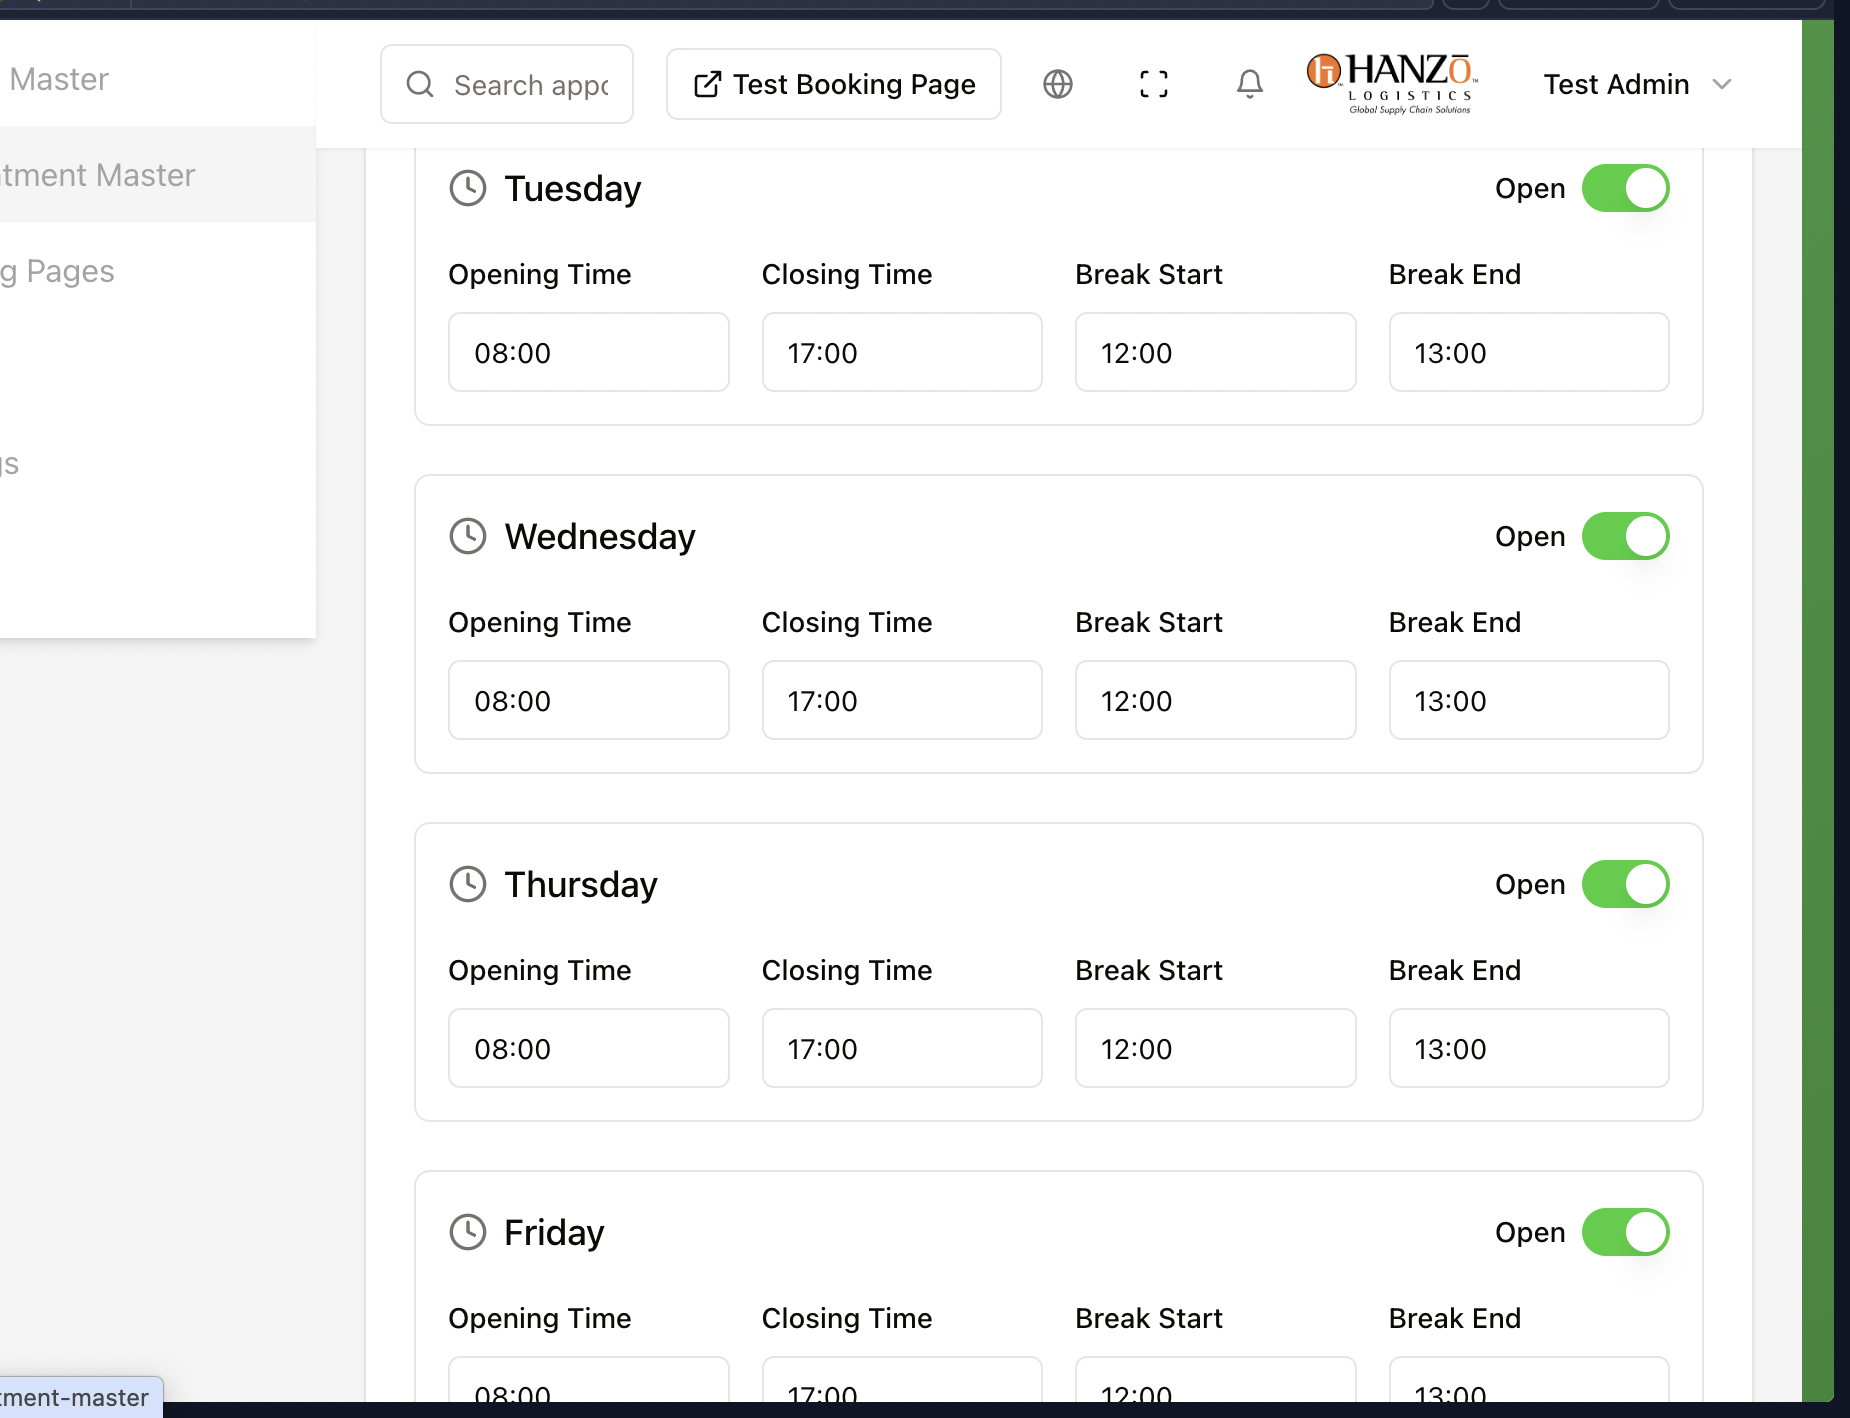 Master
tment Master
g Pages
gs
Search appo
Test Booking Page
HANZŌ
LOGISTICS
Global Supply Chain Solutions
Test Admin
Tuesday
Open
Opening Time Closing Time Break Start Break End
08:00 17:00 12:00 13:00
Wednesday
Open
Opening Time Closing Time Break Start Break End
08:00 17:00 12:00 13:00
Thursday
Open
Opening Time Closing Time Break Start Break End
08:00 17:00 12:00 13:00
Friday
Open
Opening Time Closing Time Break Start Break End
08:00 17:00 12:00 13:00
tment-master